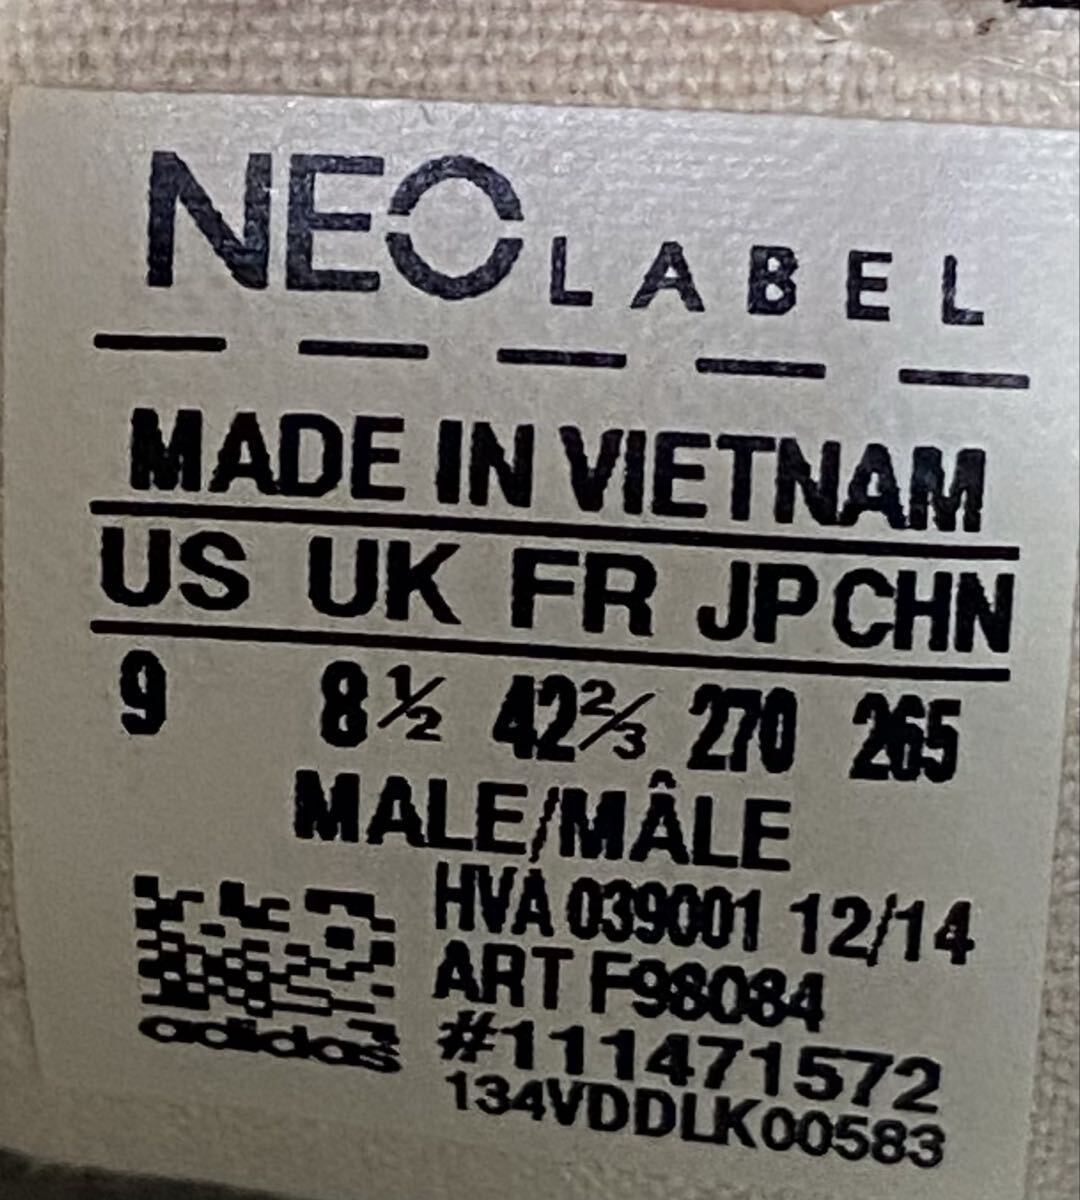 NEO LABEL
MADE IN VIETNAM
US UK FR JP CHN
9 8½ 42⅔ 270 265
MALE/MÂLE
HVA 039001 12/14
ART F98084
#111471572
134VDDLK00583
adidas